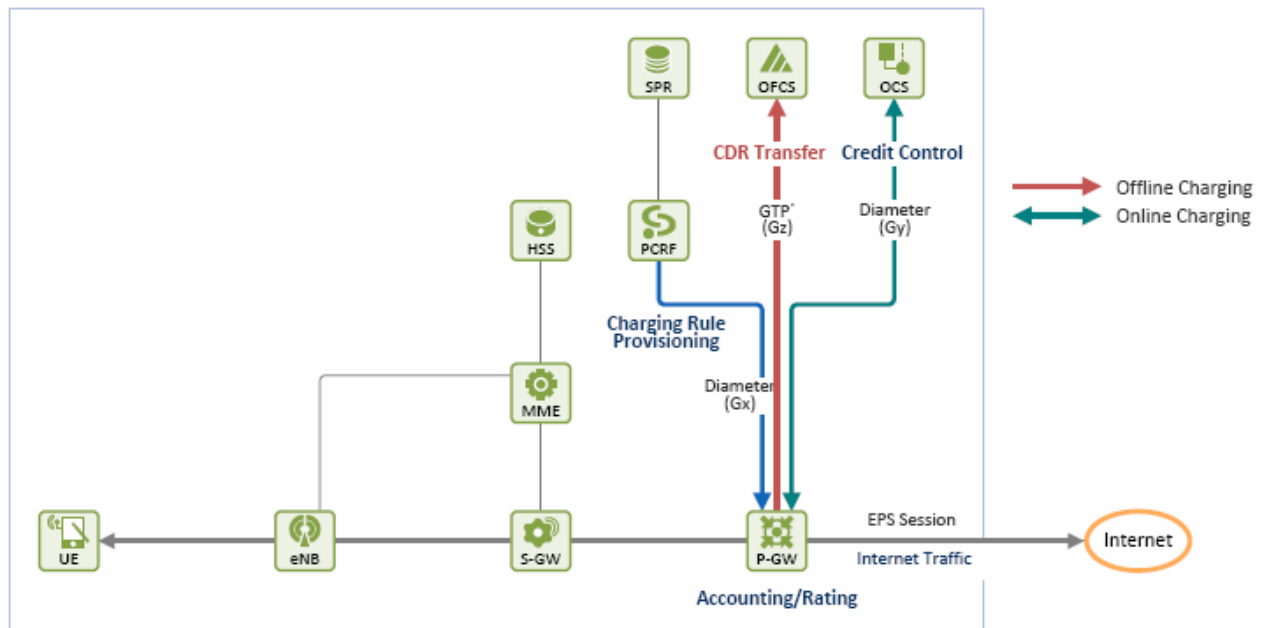 SPR
OFCS
OCS
CDR Transfer
Credit Control
Offline Charging
Online Charging
GTP'
(Gz)
Diameter
(Gy)
HSS
PCRF
Charging Rule
Provisioning
Diameter
(Gx)
MME
EPS Session
UE
eNB
S-GW
P-GW
Internet Traffic
Internet
Accounting/Rating